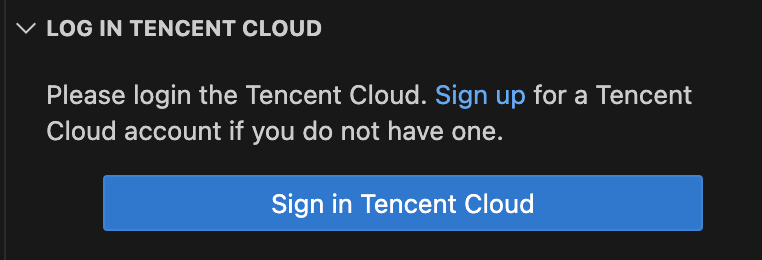 LOG IN TENCENT CLOUD
Please login the Tencent Cloud. Sign up for a Tencent
Cloud account if you do not have one.
Sign in Tencent Cloud